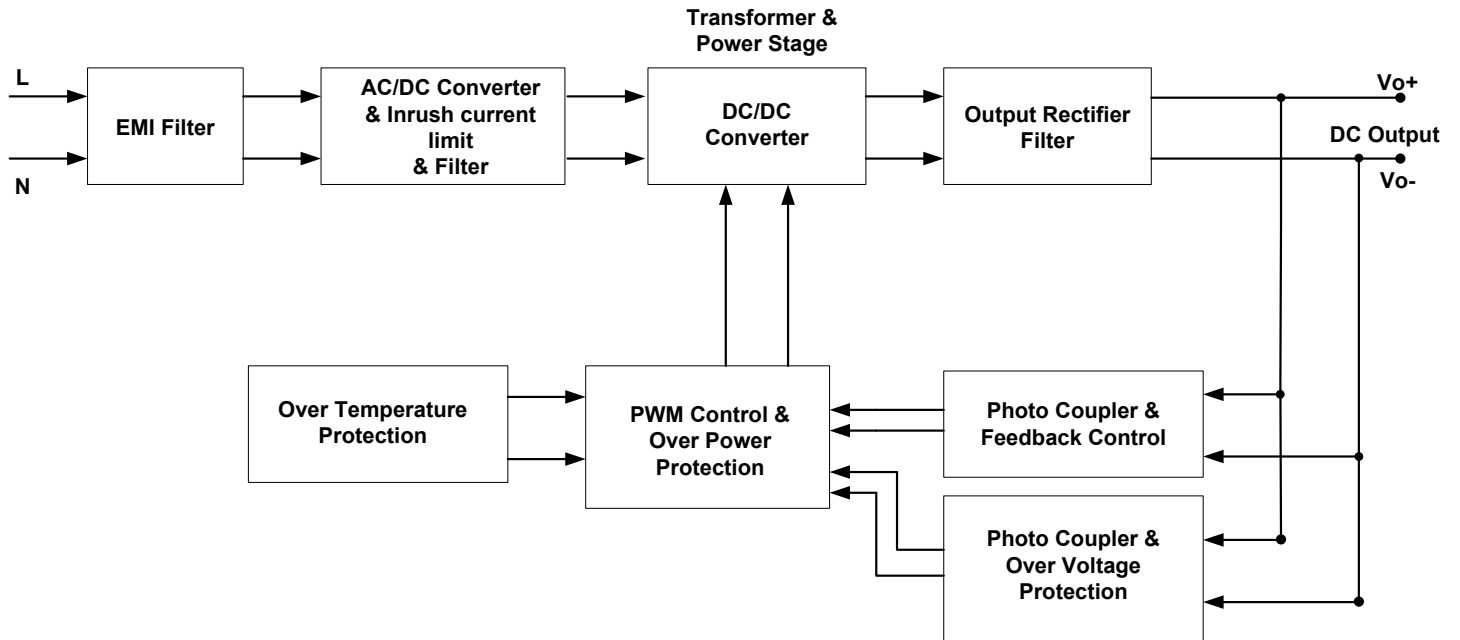 Transformer &
Power Stage
L
N
EMI Filter
AC/DC Converter
& Inrush current
limit
& Filter
DC/DC
Converter
Output Rectifier
Filter
Vo+
DC Output
Vo-
Over Temperature
Protection
PWM Control &
Over Power
Protection
Photo Coupler &
Feedback Control
Photo Coupler &
Over Voltage
Protection